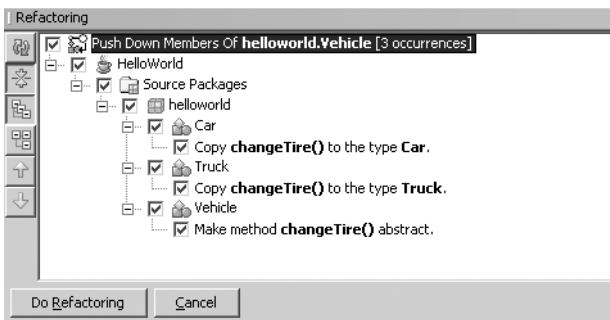 Refactoring
Push Down Members Of helloworld.Vehicle [3 occurrences]
HelloWorld
Source Packages
helloworld
Car
Copy changeTire() to the type Car.
Truck
Copy changeTire() to the type Truck.
Vehicle
Make method changeTire() abstract.
Do Refactoring Cancel